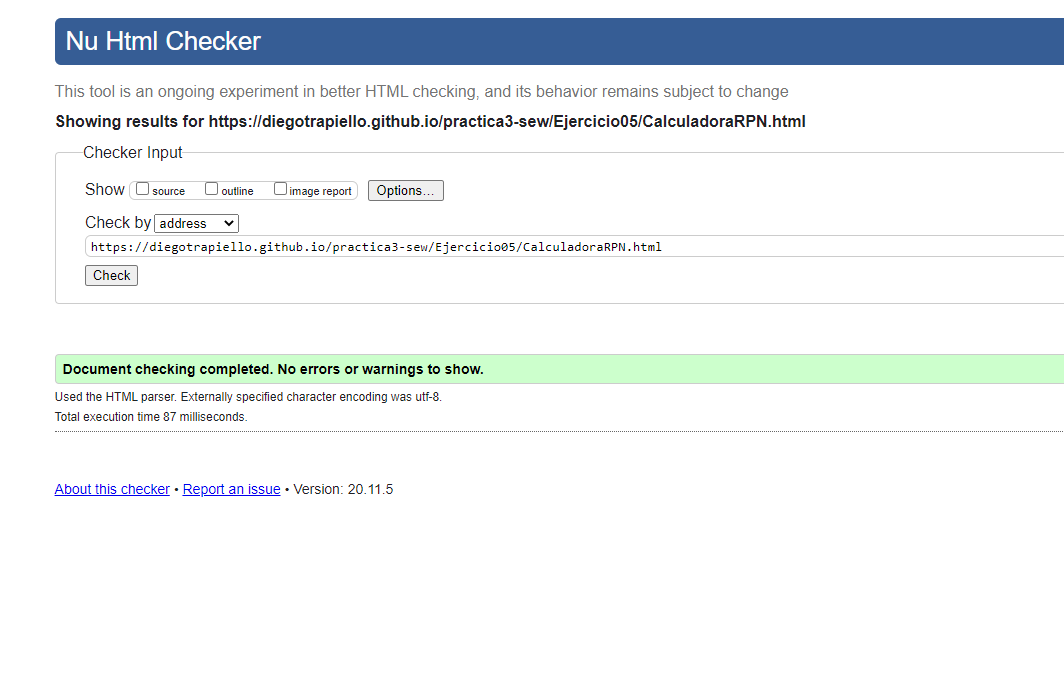 Nu Html Checker
This tool is an ongoing experiment in better HTML checking, and its behavior remains subject to change
Showing results for https://diegotrapiello.github.io/practica3-sew/Ejercicio05/CalculadoraRPN.html
Checker Input
Show source outline image report Options...
Check by address
https://diegotrapiello.github.io/practica3-sew/Ejercicio05/CalculadoraRPN.html
Check
Document checking completed. No errors or warnings to show.
Used the HTML parser. Externally specified character encoding was utf-8.
Total execution time 87 milliseconds.
About this checker • Report an issue • Version: 20.11.5